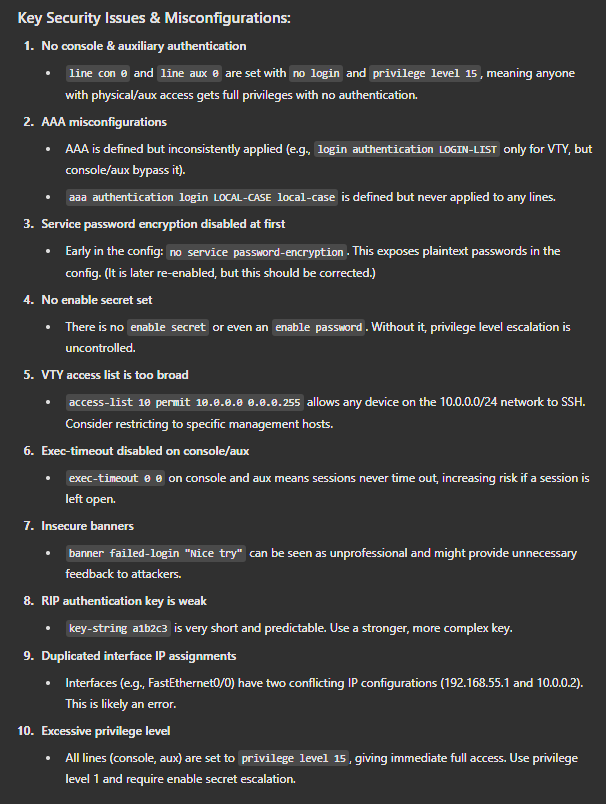 Key Security Issues & Misconfigurations:
1. No console & auxiliary authentication
• line con 0 and line aux 0 are set with no login and privilege level 15, meaning anyone
with physical/aux access gets full privileges with no authentication.
2. AAA misconfigurations
• AAA is defined but inconsistently applied (e.g., login authentication LOGIN-LIST only for VTY, but
console/aux bypass it).
• aaa authentication login LOCAL-CASE local-case is defined but never applied to any lines.
3. Service password encryption disabled at first
• Early in the config: no service password-encryption. This exposes plaintext passwords in the
config. (It is later re-enabled, but this should be corrected.)
4. No enable secret set
• There is no enable secret or even an enable password. Without it, privilege level escalation is
uncontrolled.
5. VTY access list is too broad
• access-list 10 permit 10.0.0.0 0.0.0.255 allows any device on the 10.0.0.0/24 network to SSH.
Consider restricting to specific management hosts.
6. Exec-timeout disabled on console/aux
• exec-timeout 0 0 on console and aux means sessions never time out, increasing risk if a session is
left open.
7. Insecure banners
• banner failed-login "Nice try" can be seen as unprofessional and might provide unnecessary
feedback to attackers.
8. RIP authentication key is weak
• key-string a1b2c3 is very short and predictable. Use a stronger, more complex key.
9. Duplicated interface IP assignments
• Interfaces (e.g., FastEthernet0/0) have two conflicting IP configurations (192.168.55.1 and 10.0.0.2).
This is likely an error.
10. Excessive privilege level
• All lines (console, aux) are set to privilege level 15, giving immediate full access. Use privilege
level 1 and require enable secret escalation.